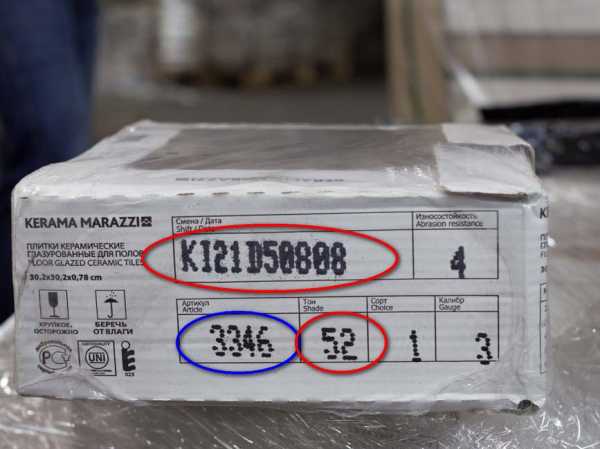 KERAMA MARAZZI
ПЛИТКИ КЕРАМИЧЕСКИЕ
ГЛАЗУРОВАННЫЕ ДЛЯ ПОЛОВ
FLOOR GLAZED CERAMIC TILES
30,2x30,2x0,78 cm
ХРУПКОЕ,
ОСТОРОЖНО
БЕРЕЧЬ
ОТ ВЛАГИ
UNI
Смена / Дата
Shift / Date
KI21D50808
Износостойкость
Abrasion resistance
4
Артикул
Article
3346
Тон
Shade
52
Сорт
Choice
1
Калибр
Gauge
3